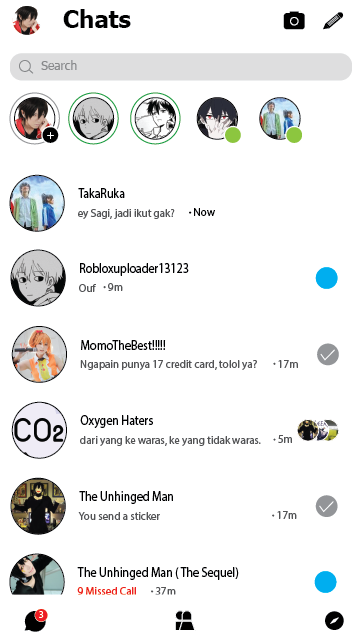 Chats
Search
TakaRuka
ey Sagi, jadi ikut gak? • Now
Robloxuploader13123
Ouf • 9m
MomoTheBest!!!!!
Ngapain punya 17 credit card, tolol ya? • 17m
CO2
Oxygen Haters
dari yang ke waras, ke yang tidak waras. • 5m
The Unhinged Man
You send a sticker • 17m
The Unhinged Man ( The Sequel)
9 Missed Call • 37m
3